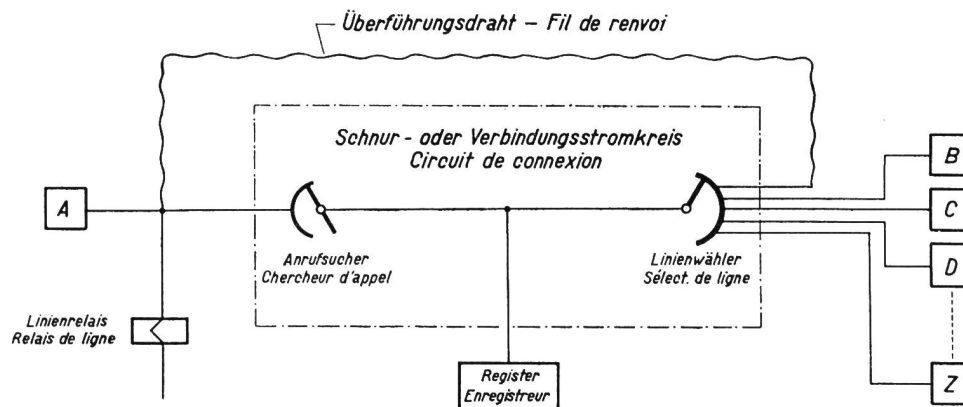 Überführungsdraht – Fil de renvoi
Schnur - oder Verbindungsstromkreis
Circuit de connexion
A
B
C
D
Z
Anrufsucher
Chercheur d'appel
Linienwähler
Sélect. de ligne
Linienrelais
Relais de ligne
Register
Enregistreur